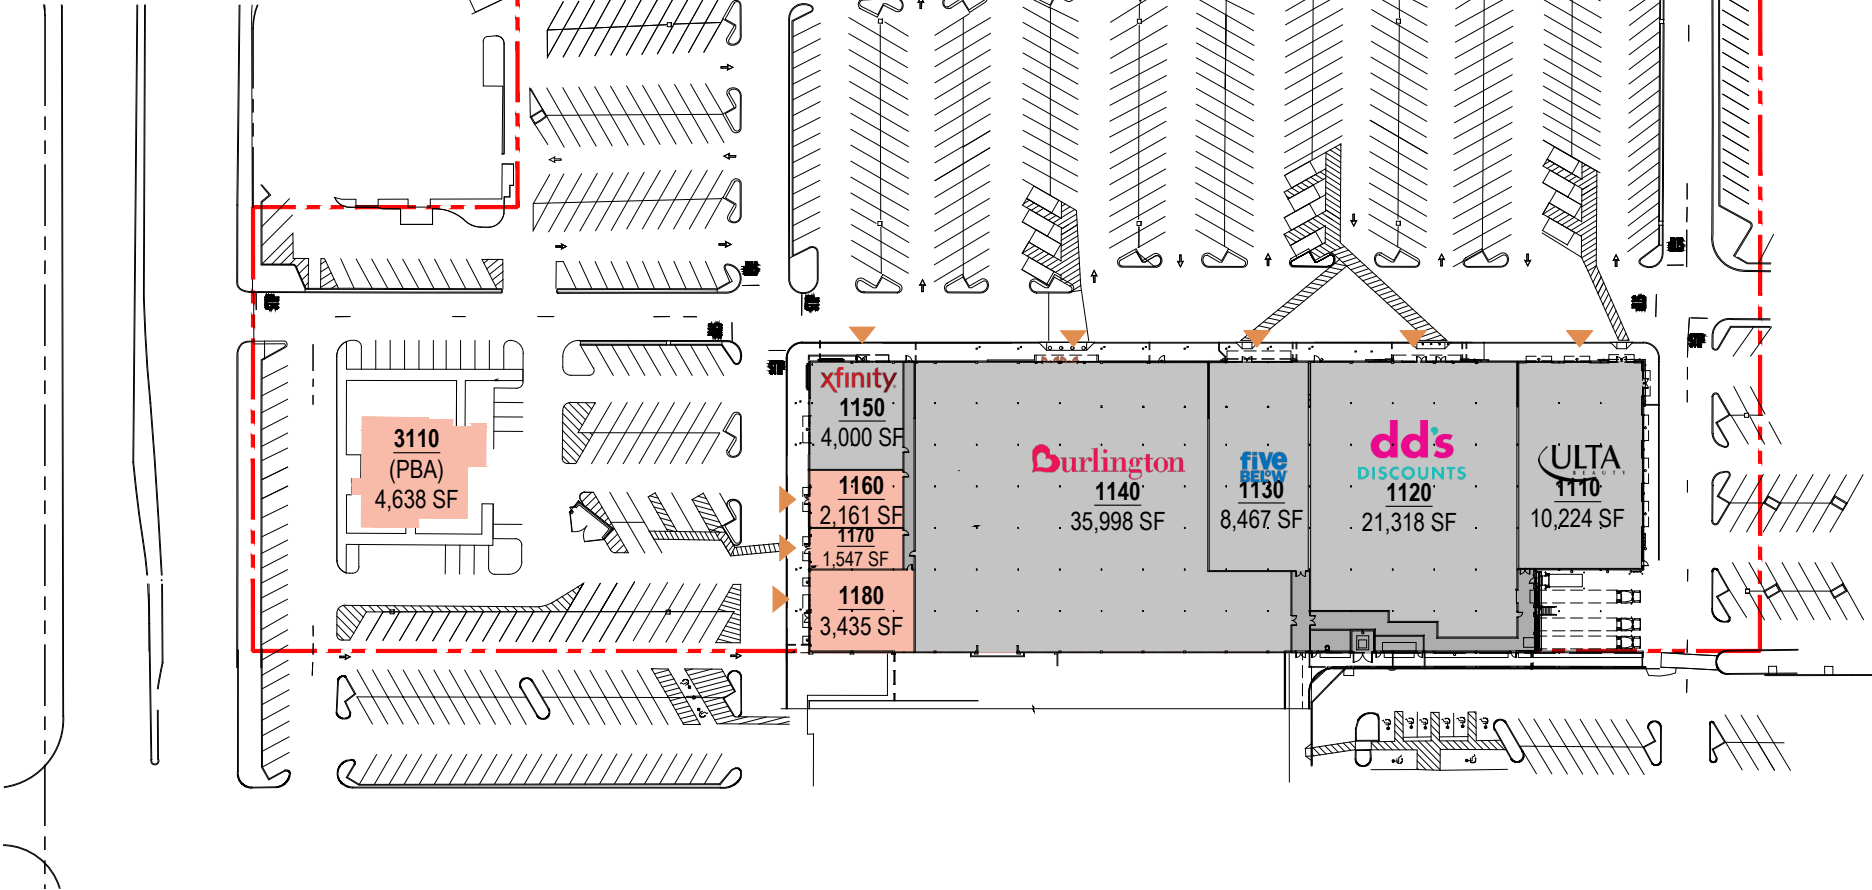 xfinity
1150
4,000 SF
1160
2,161 SF
1170
1,547 SF
1180
3,435 SF
3110
(PBA)
4,638 SF
Burlington
1140
35,998 SF
five
BEL°W
1130
8,467 SF
dd's
DISCOUNTS
1120
21,318 SF
ULTA
BEAUTY
1110
10,224 SF